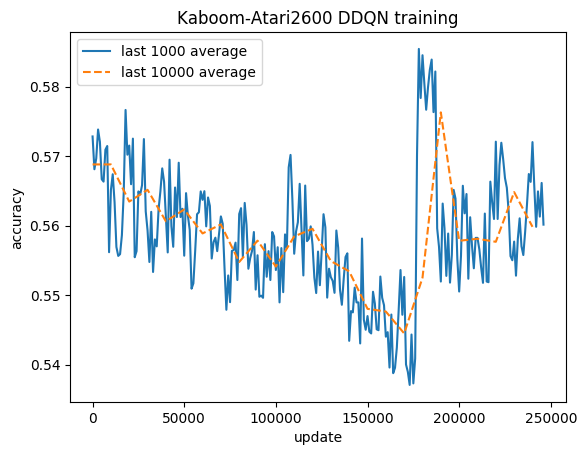 Kaboom-Atari2600 DDQN training
last 1000 average
last 10000 average
0.58
0.57
0.56
0.55
0.54
accuracy
0
50000
100000
150000
200000
250000
update